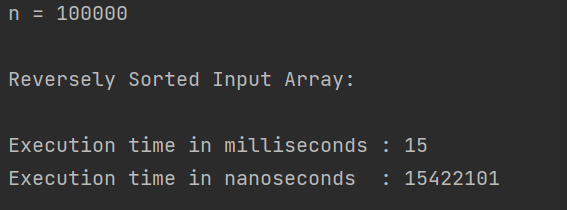 n = 100000
Reversely Sorted Input Array:
Execution time in milliseconds : 15
Execution time in nanoseconds  : 15422101